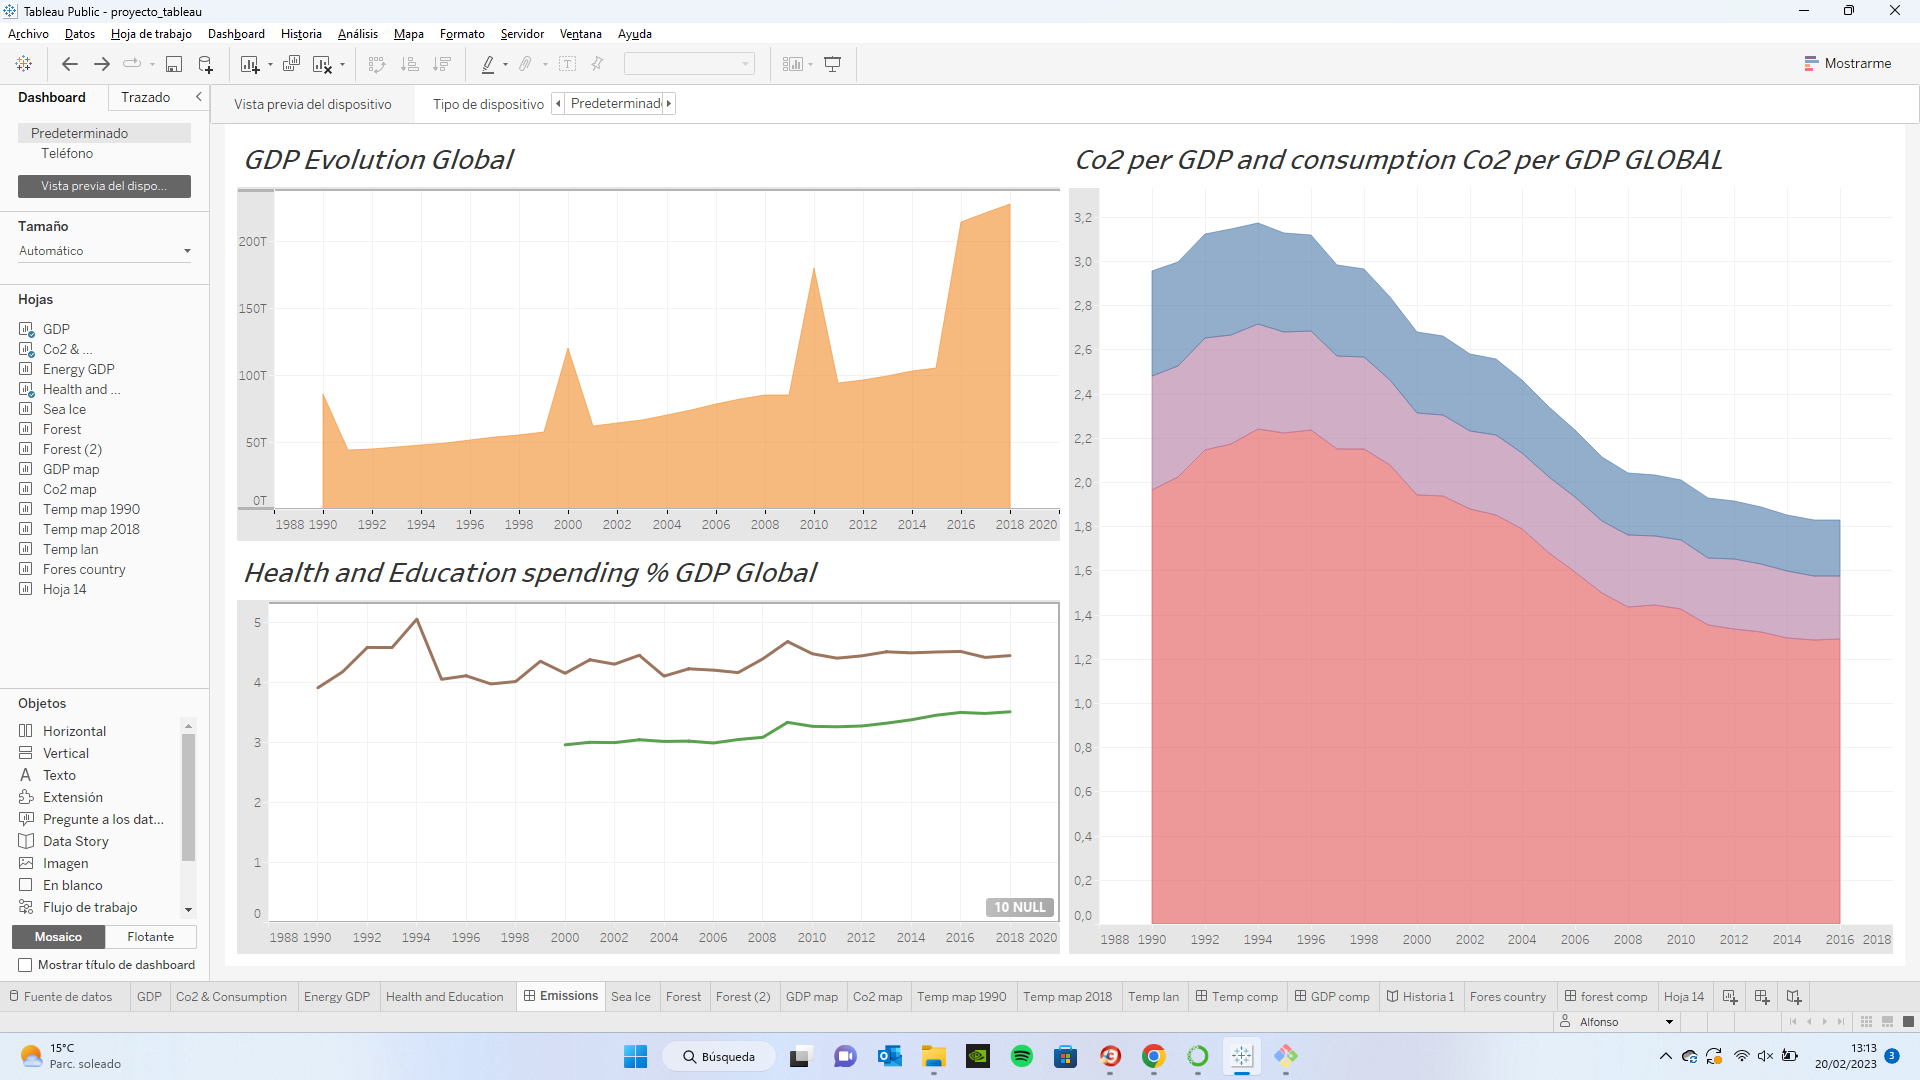 Tableau Public - proyecto_tableau
Archivo Datos Hoja de trabajo Dashboard Historia Análisis Mapa Formato Servidor Ventana Ayuda
Mostrarme
Dashboard Trazado
Vista previa del dispositivo Tipo de dispositivo Predeterminad
Predeterminado
Teléfono
Vista previa del dispo...
Tamaño
Automático
Hojas
GDP
Co2 & ...
Energy GDP
Health and ...
Sea Ice
Forest
Forest (2)
GDP map
Co2 map
Temp map 1990
Temp map 2018
Temp lan
Fores country
Hoja 14
Objetos
Horizontal
Vertical
Texto
Extensión
Pregunte a los dat...
Data Story
Imagen
En blanco
Flujo de trabajo
Mosaico Flotante
Mostrar título de dashboard
GDP Evolution Global
200T
150T
100T
50T
0T
1988 1990 1992 1994 1996 1998 2000 2002 2004 2006 2008 2010 2012 2014 2016 2018 2020
Health and Education spending % GDP Global
5
4
3
2
1
0
10 NULL
1988 1990 1992 1994 1996 1998 2000 2002 2004 2006 2008 2010 2012 2014 2016 2018 2020
Co2 per GDP and consumption Co2 per GDP GLOBAL
3,2
3,0
2,8
2,6
2,4
2,2
2,0
1,8
1,6
1,4
1,2
1,0
0,8
0,6
0,4
0,2
0,0
1988 1990 1992 1994 1996 1998 2000 2002 2004 2006 2008 2010 2012 2014 2016 2018
Fuente de datos GDP Co2 & Consumption Energy GDP Health and Education Emissions Sea Ice Forest Forest (2) GDP map Co2 map Temp map 1990 Temp map 2018 Temp lan Temp comp GDP comp Historia 1 Fores country forest comp Hoja 14
Alfonso
15°C
Parc. soleado
Búsqueda
13:13
20/02/2023
3